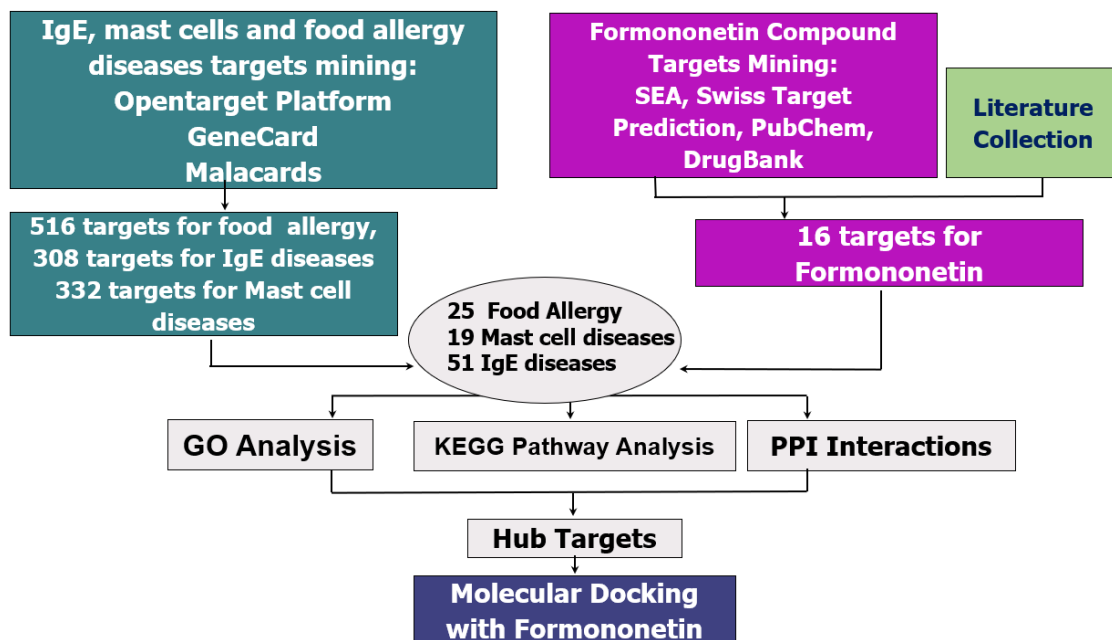 IgE, mast cells and food allergy
diseases targets mining:
Opentarget Platform
GeneCard
Malacards
Formononetin Compound
Targets Mining:
SEA, Swiss Target
Prediction, PubChem,
DrugBank
Literature
Collection
516 targets for food allergy,
308 targets for IgE diseases
332 targets for Mast cell
diseases
16 targets for
Formononetin
25 Food Allergy
19 Mast cell diseases
51 IgE diseases
GO Analysis
KEGG Pathway Analysis
PPI Interactions
Hub Targets
Molecular Docking
with Formononetin